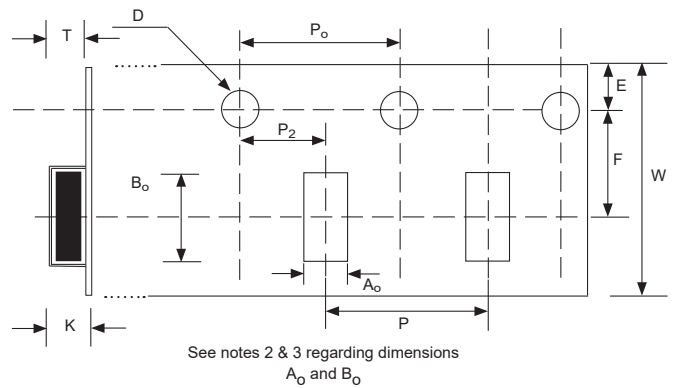 T
D
Po
E
P2
F
W
Bo
Ao
K
P
See notes 2 & 3 regarding dimensions
Ao and Bo